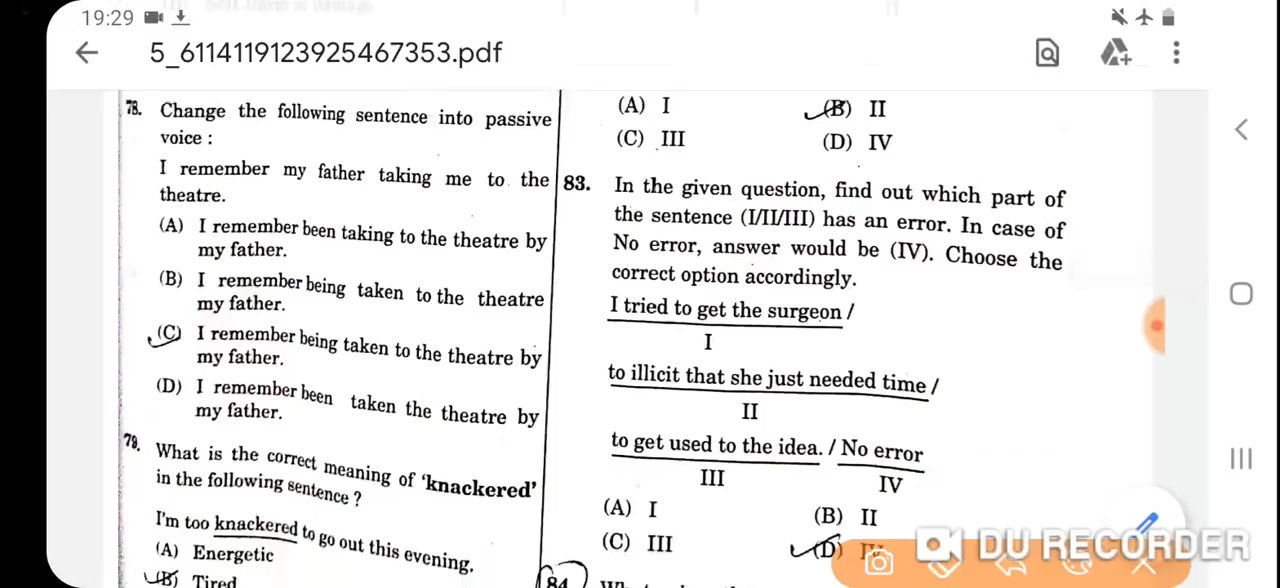 19:29
5_6114119123925467353.pdf
78. Change the following sentence into passive
voice :
I remember my father taking me to the
theatre.
(A) I remember been taking to the theatre by
my father.
(B) I remember being taken to the theatre
my father.
(C) I remember being taken to the theatre by
my father.
(D) I remember been taken the theatre by
my father.
79. What is the correct meaning of ‘knackered’
in the following sentence ?
I'm too knackered to go out this evening.
(A) Energetic
(B) Tired
(A) I (B) II
(C) III (D) IV
83. In the given question, find out which part of
the sentence (I/II/III) has an error. In case of
No error, answer would be (IV). Choose the
correct option accordingly.
I tried to get the surgeon /
I
to illicit that she just needed time /
II
to get used to the idea. / No error
III IV
(A) I (B) II
(C) III (D) IV
84.
DU RECORDER